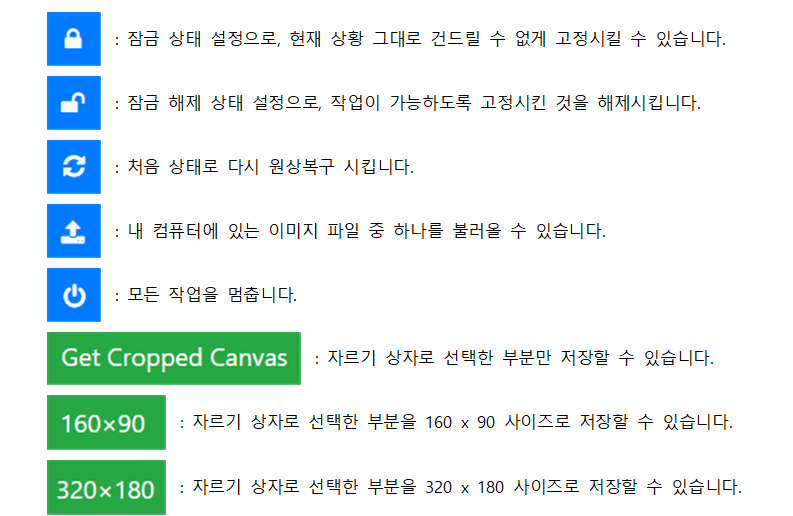 : 잠금 상태 설정으로, 현재 상황 그대로 건드릴 수 없게 고정시킬 수 있습니다.
: 잠금 해제 상태 설정으로, 작업이 가능하도록 고정시킨 것을 해제시킵니다.
: 처음 상태로 다시 원상복구 시킵니다.
: 내 컴퓨터에 있는 이미지 파일 중 하나를 불러올 수 있습니다.
: 모든 작업을 멈춥니다.
Get Cropped Canvas : 자르기 상자로 선택한 부분만 저장할 수 있습니다.
160×90 : 자르기 상자로 선택한 부분을 160 x 90 사이즈로 저장할 수 있습니다.
320×180 : 자르기 상자로 선택한 부분을 320 x 180 사이즈로 저장할 수 있습니다.